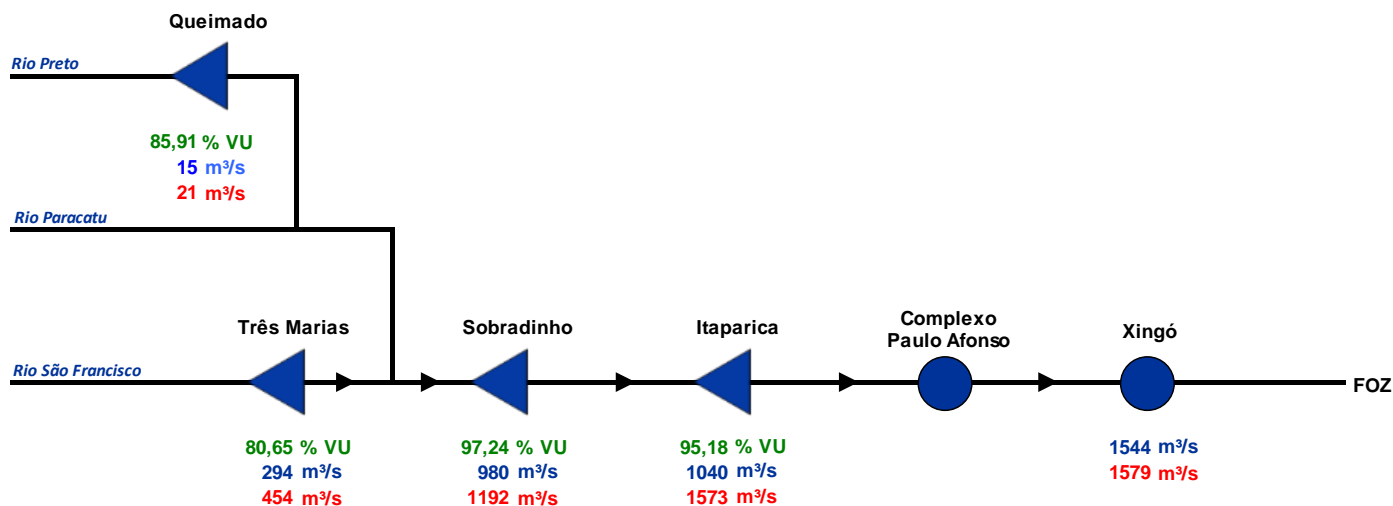 Queimado
Rio Preto
85,91 % VU
15 m³/s
21 m³/s
Rio Paracatu
Três Marias
Sobradinho
Itaparica
Complexo
Paulo Afonso
Xingó
Rio São Francisco
FOZ
80,65 % VU
294 m³/s
454 m³/s
97,24 % VU
980 m³/s
1192 m³/s
95,18 % VU
1040 m³/s
1573 m³/s
1544 m³/s
1579 m³/s